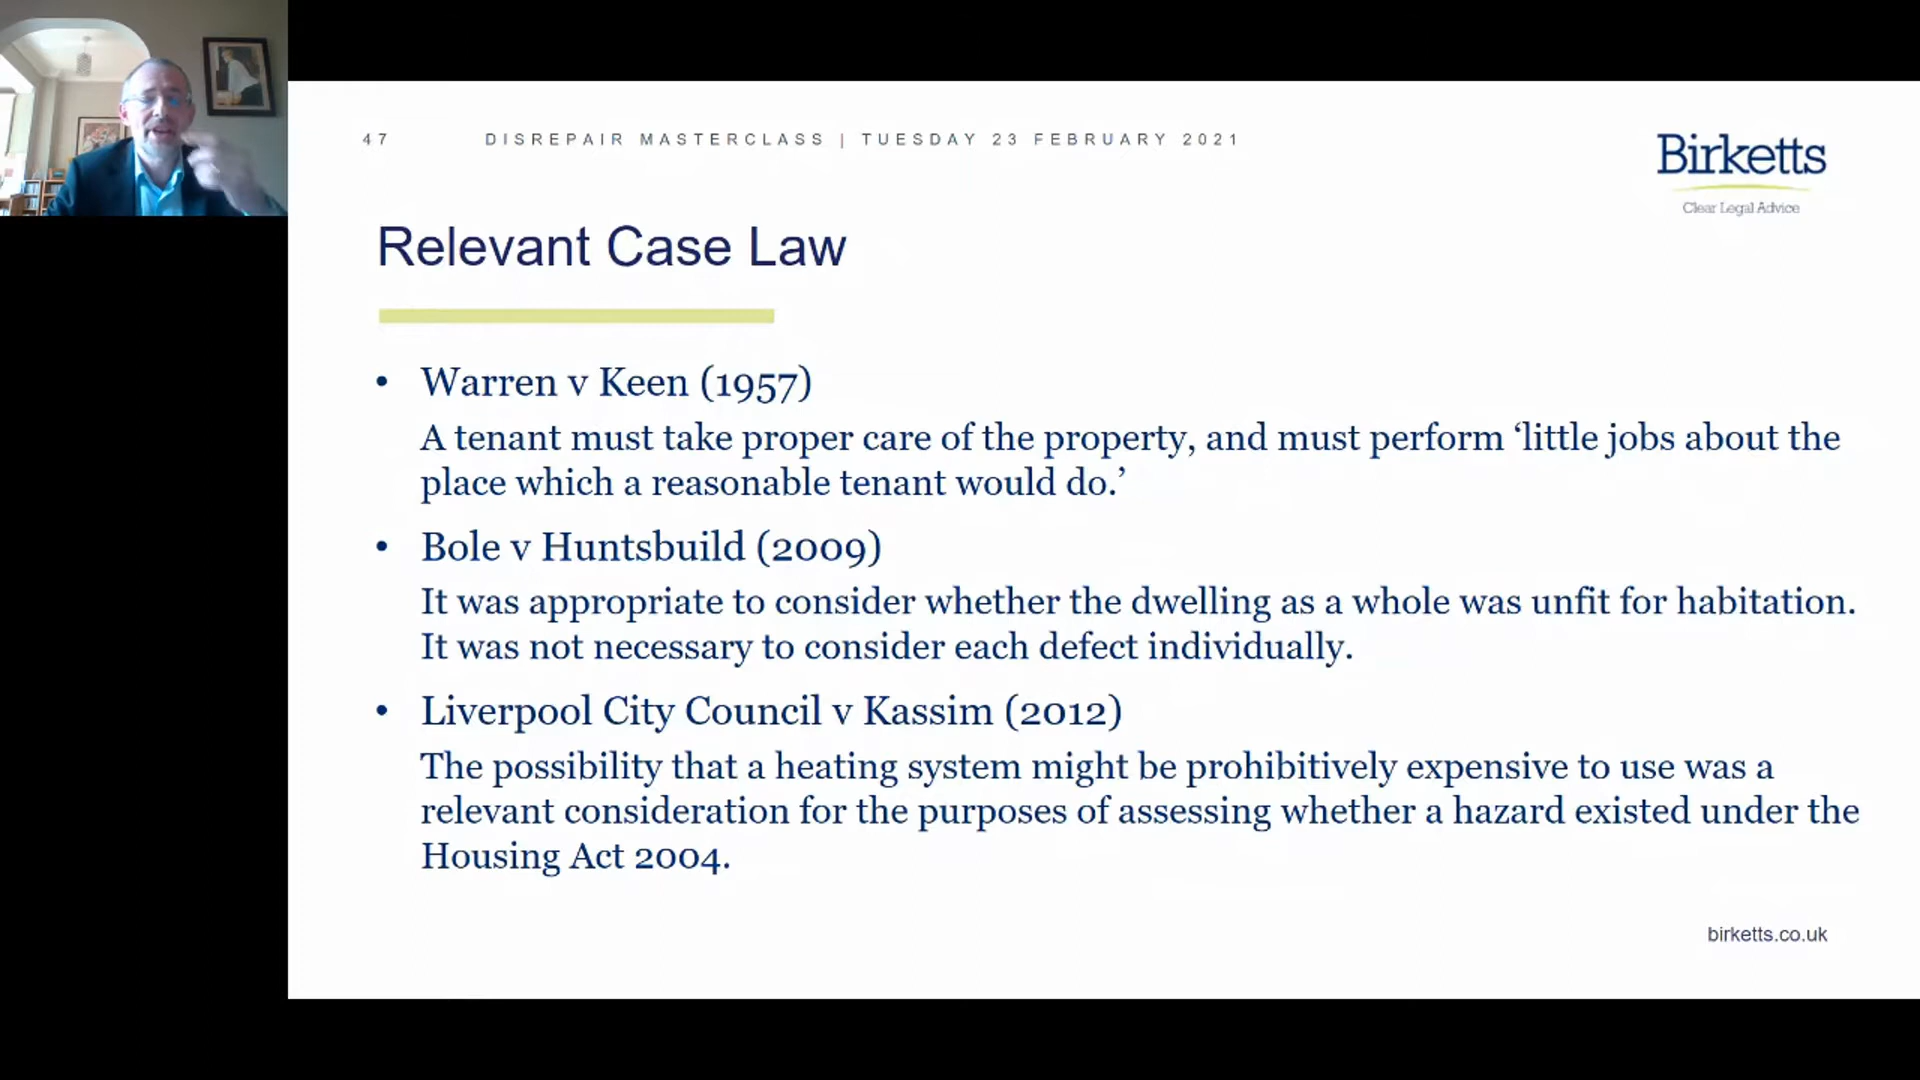 47 DISREPAIR MASTERCLASS | TUESDAY 23 FEBRUARY 2021
Birketts
Clear Legal Advice
Relevant Case Law
• Warren v Keen (1957)
A tenant must take proper care of the property, and must perform ‘little jobs about the
place which a reasonable tenant would do.’
• Bole v Huntsbuild (2009)
It was appropriate to consider whether the dwelling as a whole was unfit for habitation.
It was not necessary to consider each defect individually.
• Liverpool City Council v Kassim (2012)
The possibility that a heating system might be prohibitively expensive to use was a
relevant consideration for the purposes of assessing whether a hazard existed under the
Housing Act 2004.
birketts.co.uk